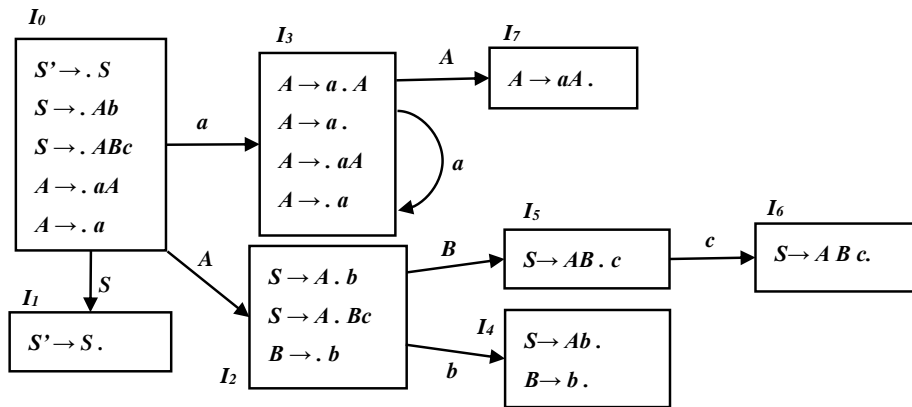 I0
S' → . S
S → . Ab
S → . ABc
A → . aA
A → . a
a
I3
A → a . A
A → a .
A → . aA
A → . a
A
a
I7
A → aA .
S
A
I1
S' → S .
I2
S → A . b
S → A . Bc
B → . b
B
b
I5
S → AB . c
c
I6
S → A B c.
I4
S → Ab .
B → b .